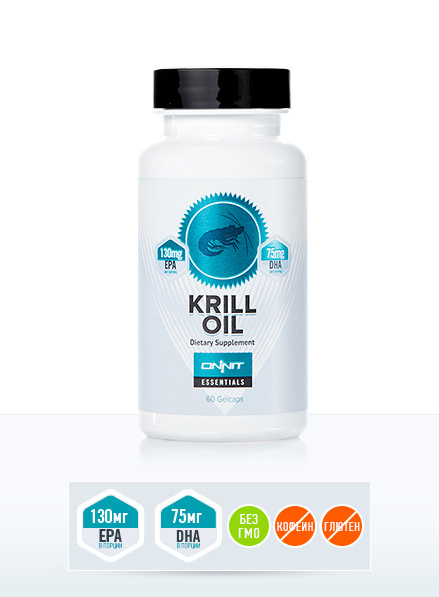 130mg
EPA
75mg
DHA
KRILL
OIL
Dietary Supplement
ONNIT
ESSENTIALS
60 Gelcaps
130мг
EPA
В ПОРЦИИ
75мг
DHA
В ПОРЦИИ
БЕЗ
ГМО
КОФЕИН
ГЛЮТЕН